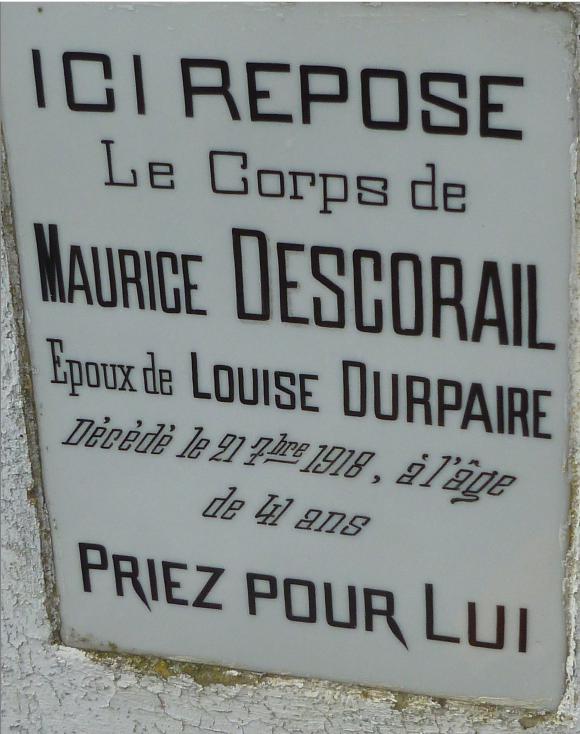 ICI REPOSE
Le Corps de
MAURICE DESCORAIL
Epoux de LOUISE DURPAIRE
Décédé le 21 7bre 1918, à l'âge
de 41 ans
PRIEZ POUR LUI